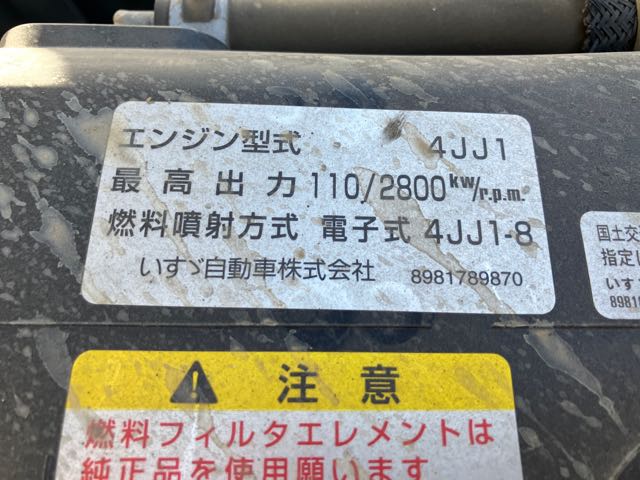 エンジン型式 4JJ1
最高出力 110/2800kw/r.p.m.
燃料噴射方式 電子式 4JJ1-8
いすゞ自動車株式会社 8981789870
国土交
指定
いすゞ
8981
注意
燃料フィルタエレメントは
純正品を使用願います